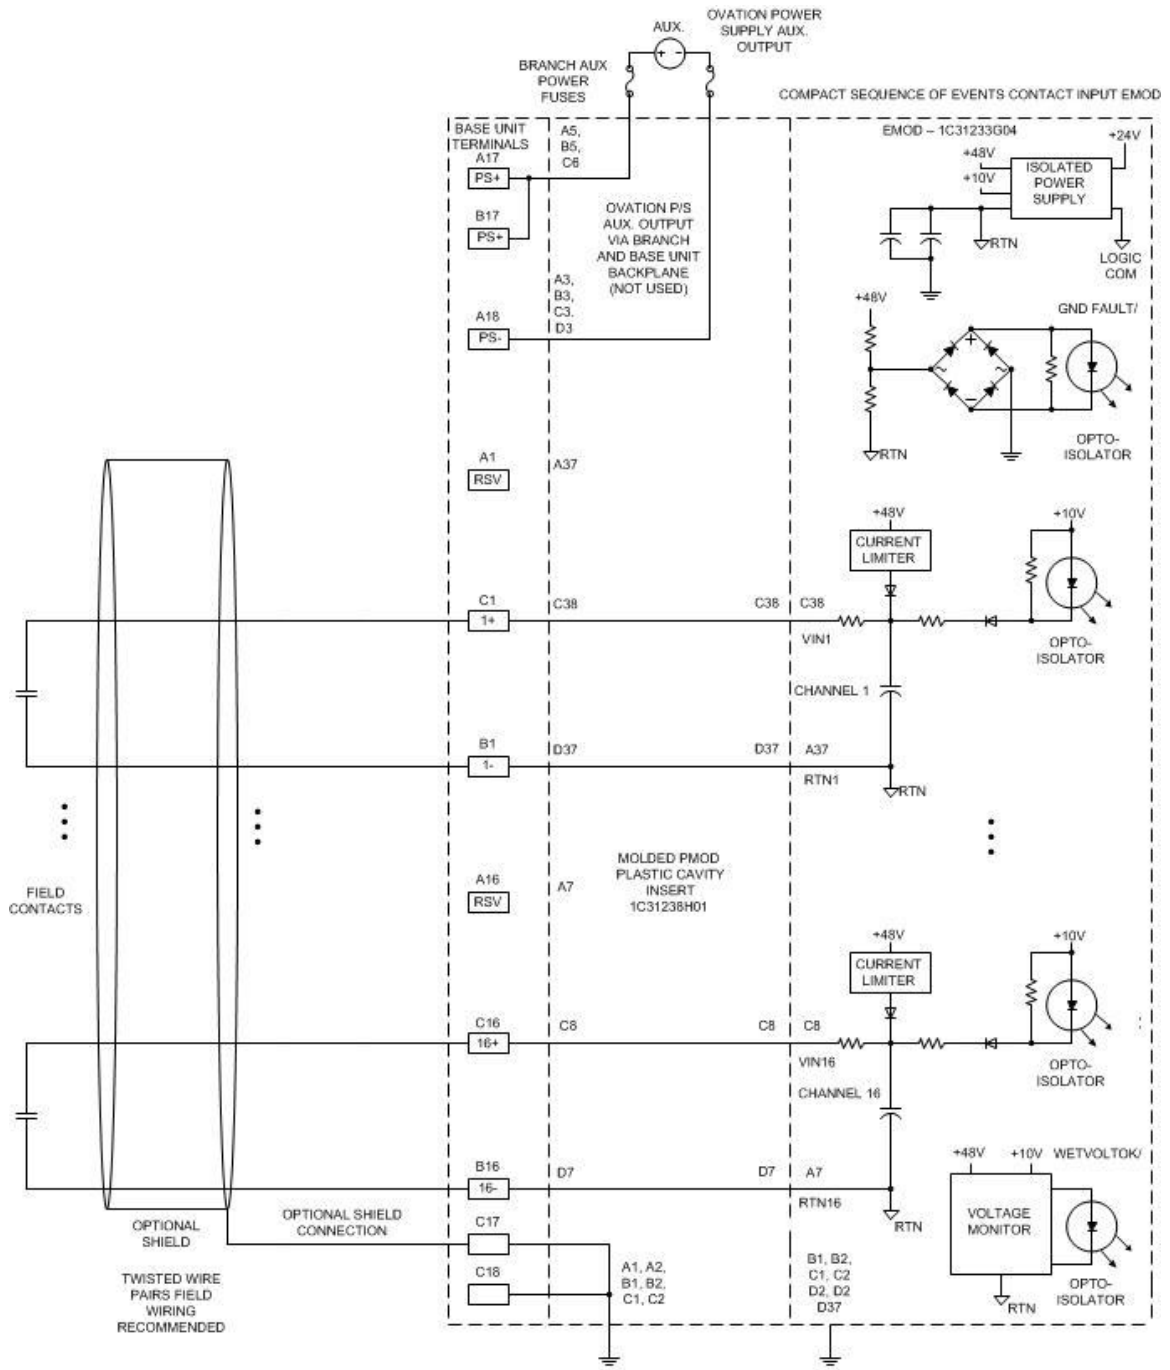 OVATION POWER
SUPPLY AUX.
OUTPUT
AUX.
+ -
BRANCH AUX
POWER
FUSES
COMPACT SEQUENCE OF EVENTS CONTACT INPUT EMOD
BASE UNIT
TERMINALS
A17
PS+
B17
PS+
A18
PS-
A5,
B5,
C6
OVATION P/S
AUX. OUTPUT
VIA BRANCH
AND BASE UNIT
BACKPLANE
(NOT USED)
A3,
B3,
C3.
D3
EMOD – 1C31233G04
+24V
+48V
+10V
ISOLATED
POWER
SUPPLY
RTN
LOGIC
COM
+48V
GND FAULT/
+
~ ~
−
RTN
OPTO-
ISOLATOR
A1
RSV
A37
+48V
CURRENT
LIMITER
+10V
C1
1+
C38
C38
C38
VIN1
OPTO-
ISOLATOR
CHANNEL 1
B1
1-
D37
D37
A37
RTN1
RTN
FIELD
CONTACTS
MOLDED PMOD
PLASTIC CAVITY
INSERT
1C31238H01
A16
RSV
A7
+48V
CURRENT
LIMITER
+10V
C16
16+
C8
C8
C8
VIN16
OPTO-
ISOLATOR
CHANNEL 16
B16
16-
D7
D7
A7
RTN16
RTN
+48V
+10V
WETVOLTOK/
VOLTAGE
MONITOR
RTN
OPTO-
ISOLATOR
OPTIONAL
SHIELD
OPTIONAL SHIELD
CONNECTION
C17
C18
A1, A2,
B1, B2,
C1, C2
B1, B2,
C1, C2
D2, D2
D37
TWISTED WIRE
PAIRS FIELD
WIRING
RECOMMENDED